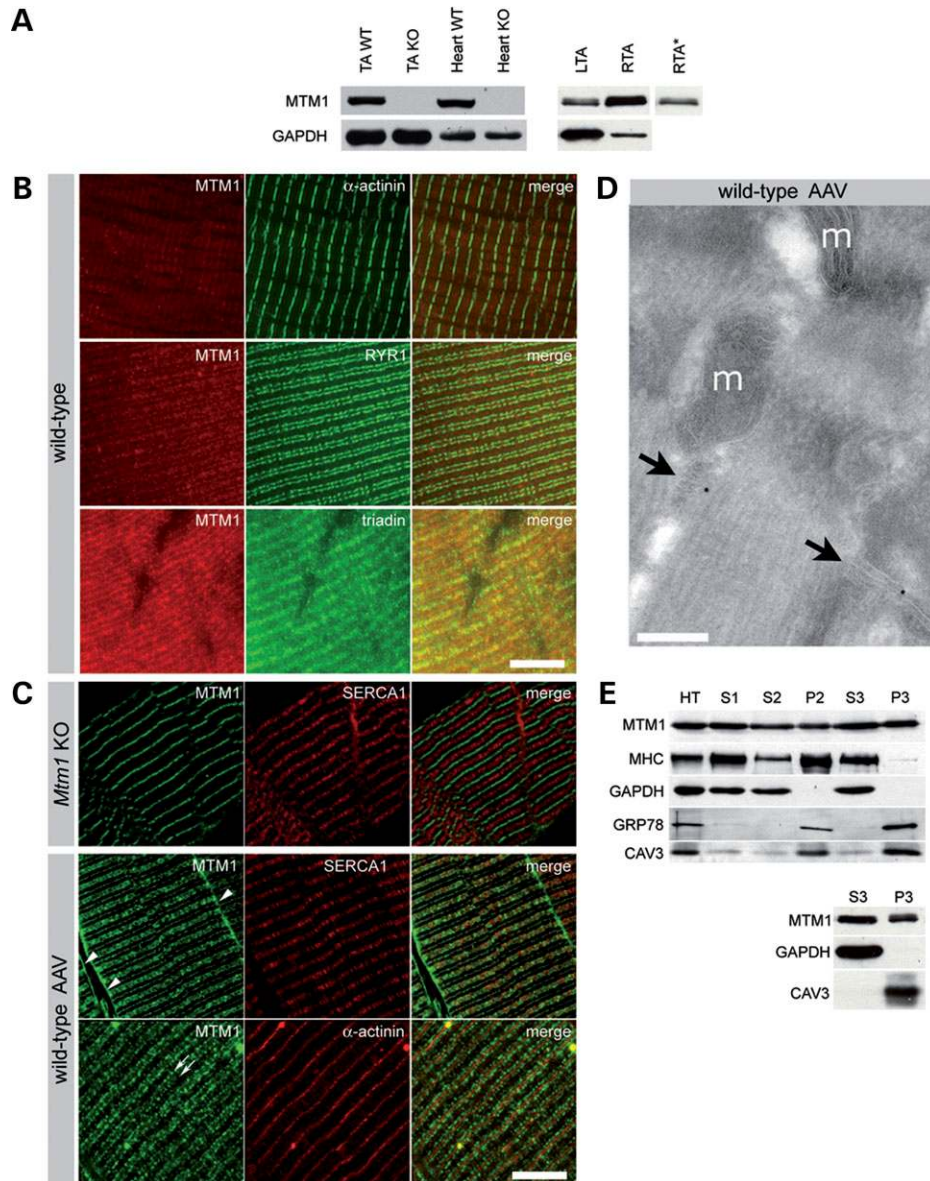 A
TA WT
TA KO
Heart WT
Heart KO
LTA
RTA
RTA*
MTM1
GAPDH
B
wild-type
MTM1
α-actinin
merge
MTM1
RYR1
merge
MTM1
triadin
merge
D
wild-type AAV
m
m
C
Mtm1 KO
MTM1
SERCA1
merge
wild-type AAV
MTM1
SERCA1
merge
MTM1
α-actinin
merge
E
HT S1 S2 P2 S3 P3
MTM1
MHC
GAPDH
GRP78
CAV3
S3 P3
MTM1
GAPDH
CAV3